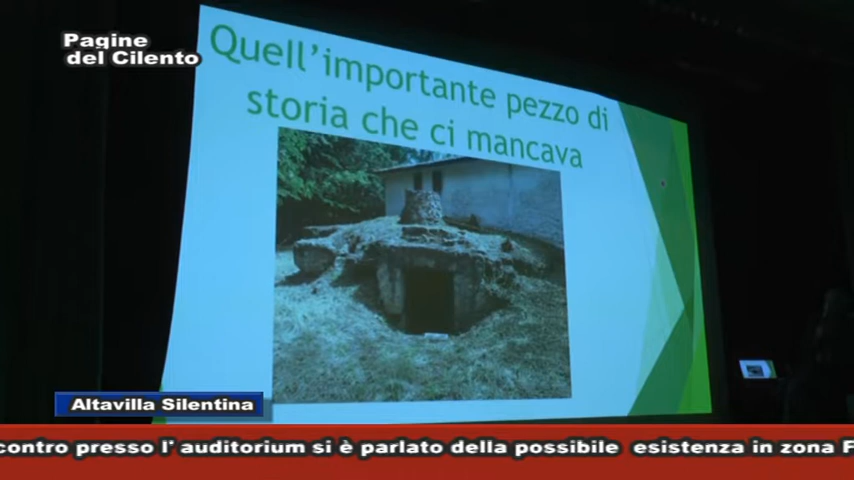 Pagine
del Cilento
Quell'importante pezzo di
storia che ci mancava
Altavilla Silentina
contro presso l' auditorium si è parlato della possibile esistenza in zona F